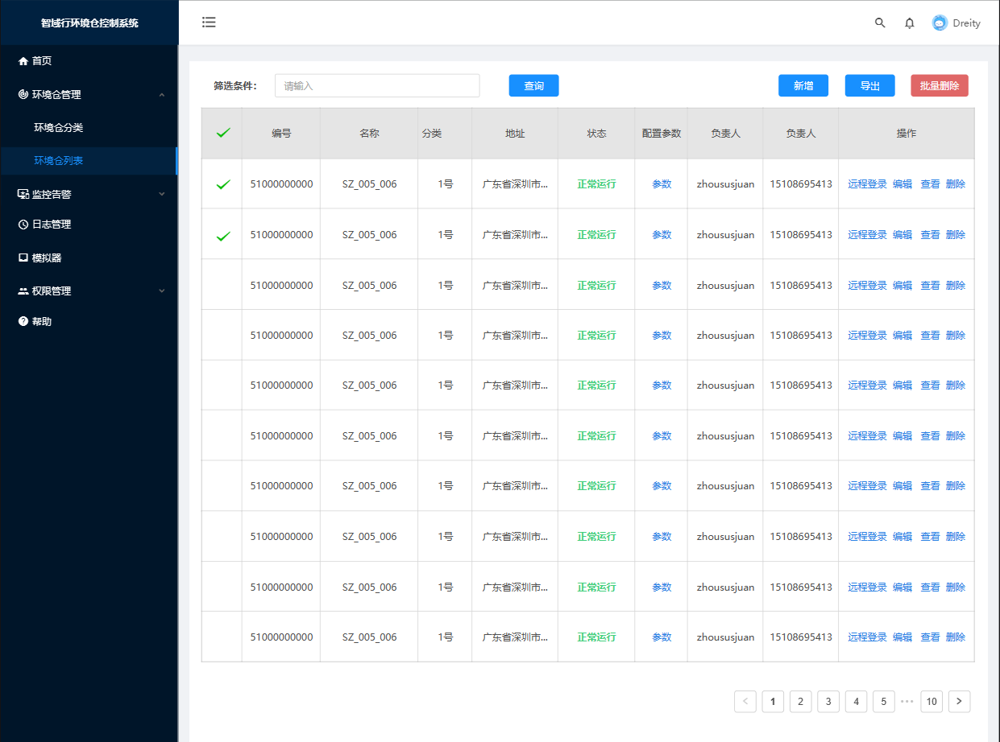 智域行环境仓控制系统
Dreity
首页
环境仓管理
环境仓分类
环境仓列表
监控告警
日志管理
模拟器
权限管理
帮助
筛选条件： 请输入 查询 新增 导出 批量删除
编号 名称 分类 地址 状态 配置参数 负责人 负责人 操作
51000000000 SZ_005_006 1号 广东省深圳市... 正常运行 参数 zhoususjuan 15108695413 远程登录 编辑 查看 删除
51000000000 SZ_005_006 1号 广东省深圳市... 正常运行 参数 zhoususjuan 15108695413 远程登录 编辑 查看 删除
51000000000 SZ_005_006 1号 广东省深圳市... 正常运行 参数 zhoususjuan 15108695413 远程登录 编辑 查看 删除
51000000000 SZ_005_006 1号 广东省深圳市... 正常运行 参数 zhoususjuan 15108695413 远程登录 编辑 查看 删除
51000000000 SZ_005_006 1号 广东省深圳市... 正常运行 参数 zhoususjuan 15108695413 远程登录 编辑 查看 删除
51000000000 SZ_005_006 1号 广东省深圳市... 正常运行 参数 zhoususjuan 15108695413 远程登录 编辑 查看 删除
51000000000 SZ_005_006 1号 广东省深圳市... 正常运行 参数 zhoususjuan 15108695413 远程登录 编辑 查看 删除
51000000000 SZ_005_006 1号 广东省深圳市... 正常运行 参数 zhoususjuan 15108695413 远程登录 编辑 查看 删除
51000000000 SZ_005_006 1号 广东省深圳市... 正常运行 参数 zhoususjuan 15108695413 远程登录 编辑 查看 删除
51000000000 SZ_005_006 1号 广东省深圳市... 正常运行 参数 zhoususjuan 15108695413 远程登录 编辑 查看 删除
< 1 2 3 4 5 ••• 10 >